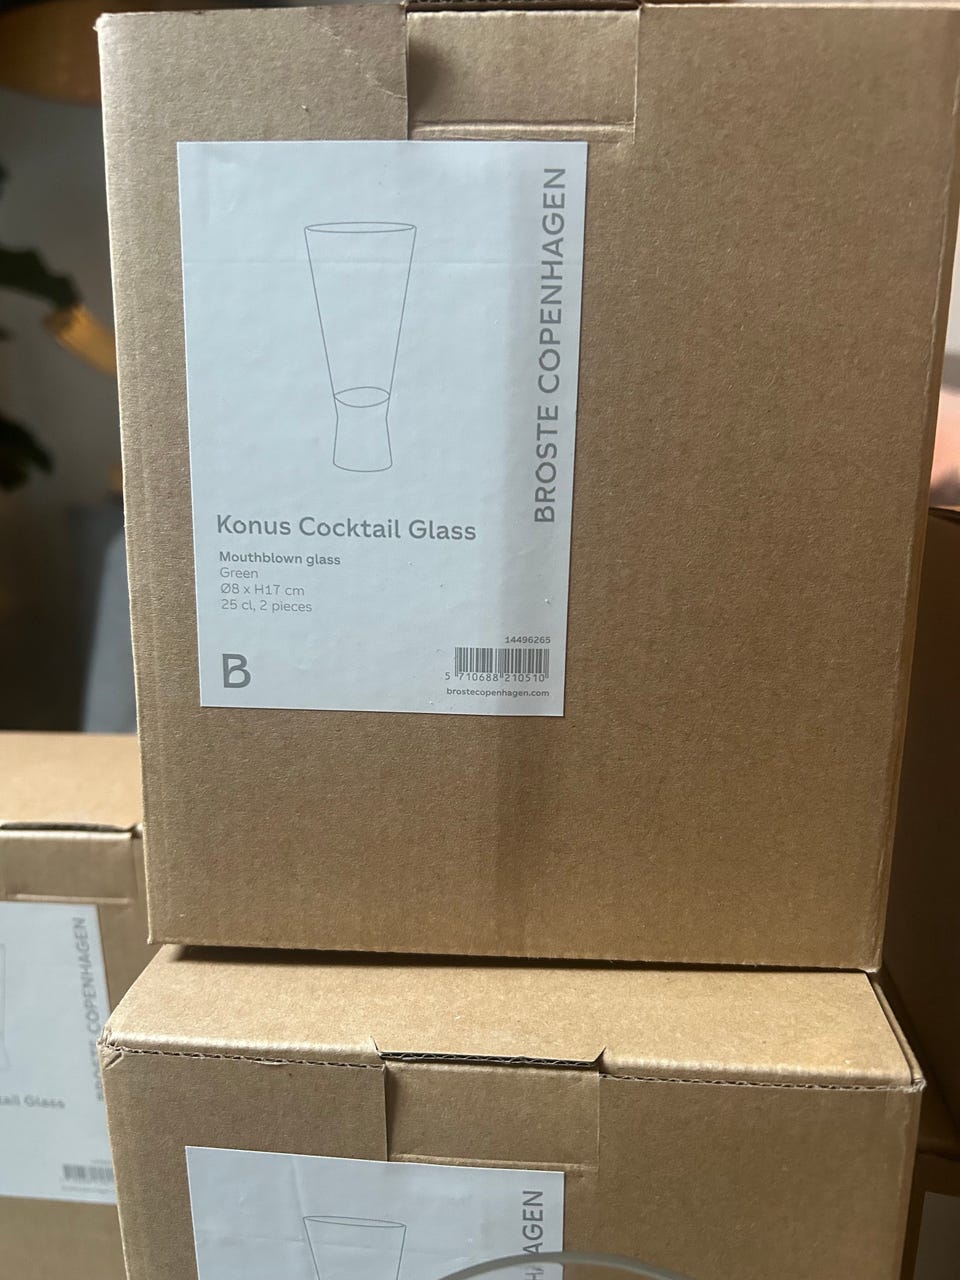 BROSTE COPENHAGEN
Konus Cocktail Glass
Mouthblown glass
Green
Ø8 x H17 cm
25 cl, 2 pieces
B
14496265
5 710688 210510
brostecopenhagen.com
BROSTE COPENHAGEN
tail Glass
HAGEN